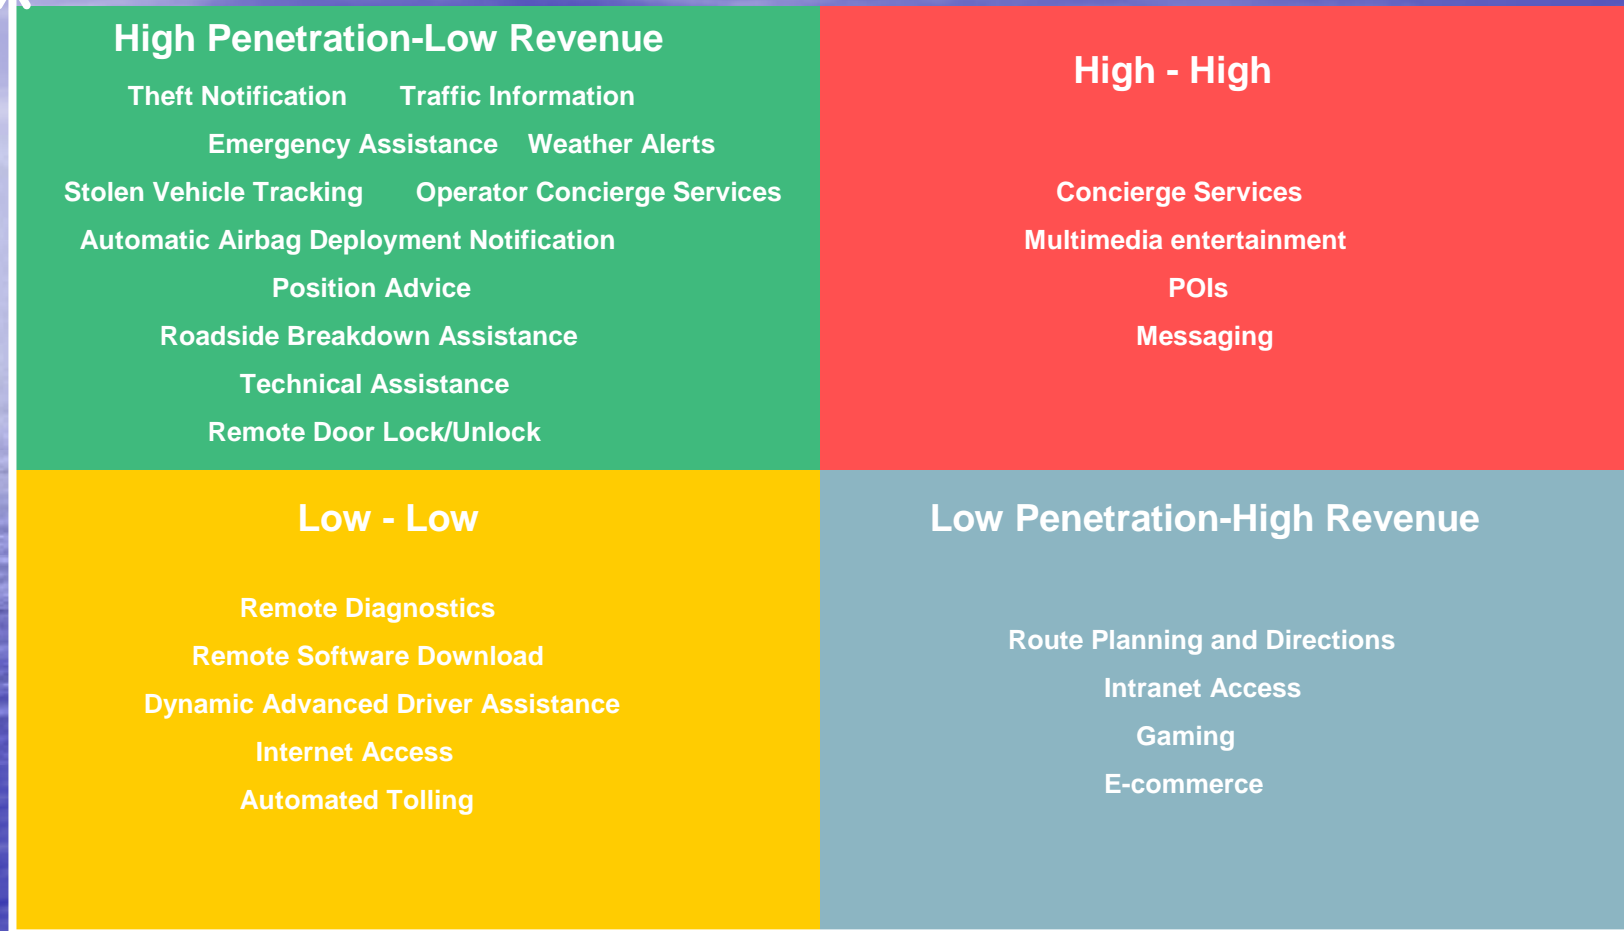 High Penetration-Low Revenue
Theft Notification Traffic Information
Emergency Assistance Weather Alerts
Stolen Vehicle Tracking Operator Concierge Services
Automatic Airbag Deployment Notification
Position Advice
Roadside Breakdown Assistance
Technical Assistance
Remote Door Lock/Unlock
High - High
Concierge Services
Multimedia entertainment
POIs
Messaging
Low - Low
Remote Diagnostics
Remote Software Download
Dynamic Advanced Driver Assistance
Internet Access
Automated Tolling
Low Penetration-High Revenue
Route Planning and Directions
Intranet Access
Gaming
E-commerce